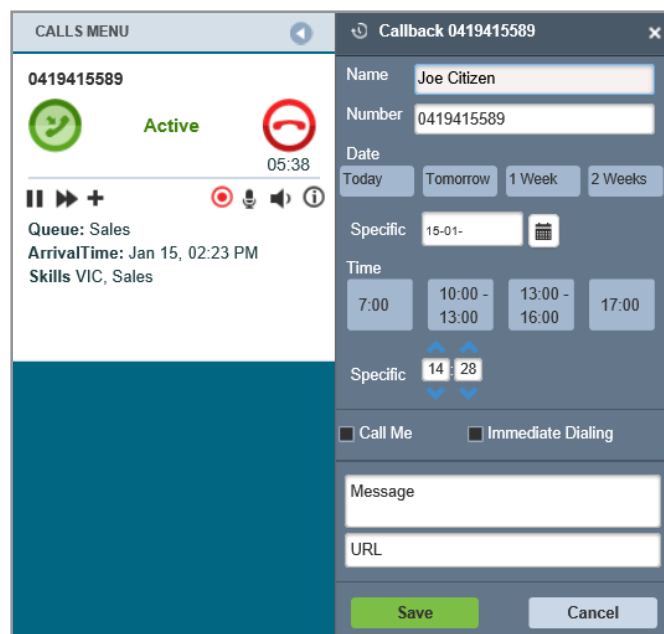 CALLS MENU
0419415589
Active
05:38
Queue: Sales
ArrivalTime: Jan 15, 02:23 PM
Skills VIC, Sales
Callback 0419415589
Name Joe Citizen
Number 0419415589
Date
Today Tomorrow 1 Week 2 Weeks
Specific 15-01-
Time
7:00 10:00 - 13:00 13:00 - 16:00 17:00
Specific 14 : 28
Call Me Immediate Dialing
Message
URL
Save Cancel